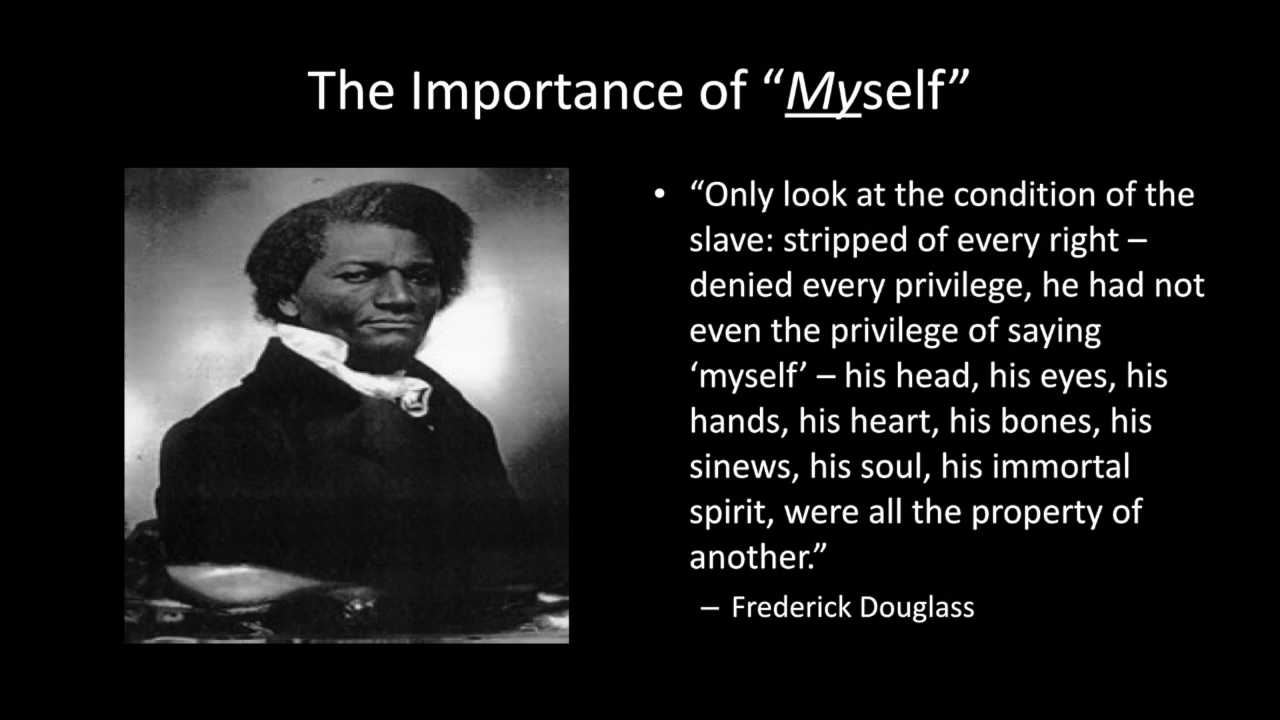 The Importance of “Myself”
• “Only look at the condition of the
slave: stripped of every right –
denied every privilege, he had not
even the privilege of saying
‘myself’ – his head, his eyes, his
hands, his heart, his bones, his
sinews, his soul, his immortal
spirit, were all the property of
another.”
– Frederick Douglass